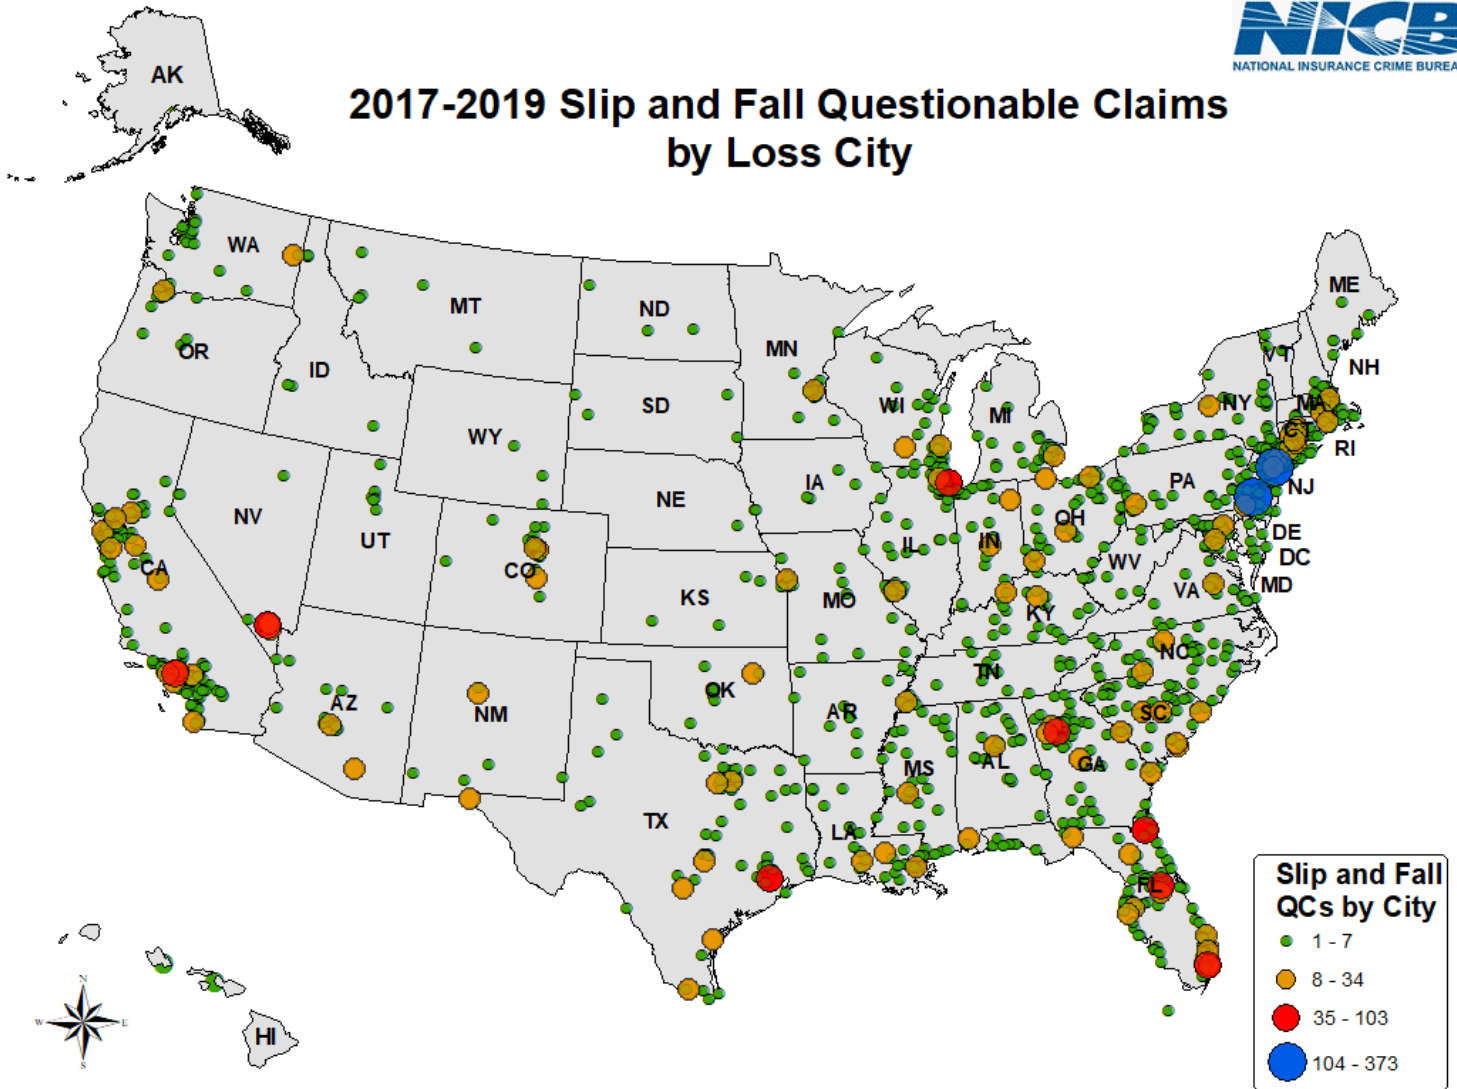 NICB
NATIONAL INSURANCE CRIME BUREA
2017-2019 Slip and Fall Questionable Claims
by Loss City
AK
WA
MT
ND
MN
ME
OR
ID
SD
WI
MI
VT
NH
NY
MA
WY
CT
RI
IA
PA
NE
NJ
NV
UT
OH
IL
IN
DE
DC
CA
CO
WV
KS
MO
VA
MD
KY
NC
TN
OK
AZ
NM
AR
SC
MS
AL
GA
TX
LA
FL
HI
N
W
E
S
Slip and Fall
QCs by City
1 - 7
8 - 34
35 - 103
104 - 373